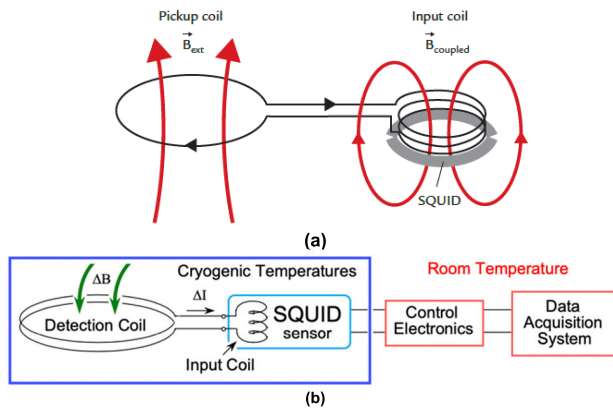 Pickup coil
B ext
Input coil
B coupled
SQUID
(a)
Cryogenic Temperatures
Room Temperature
ΔB
ΔI
Detection Coil
SQUID
sensor
Input Coil
Control
Electronics
Data
Acquisition
System
(b)